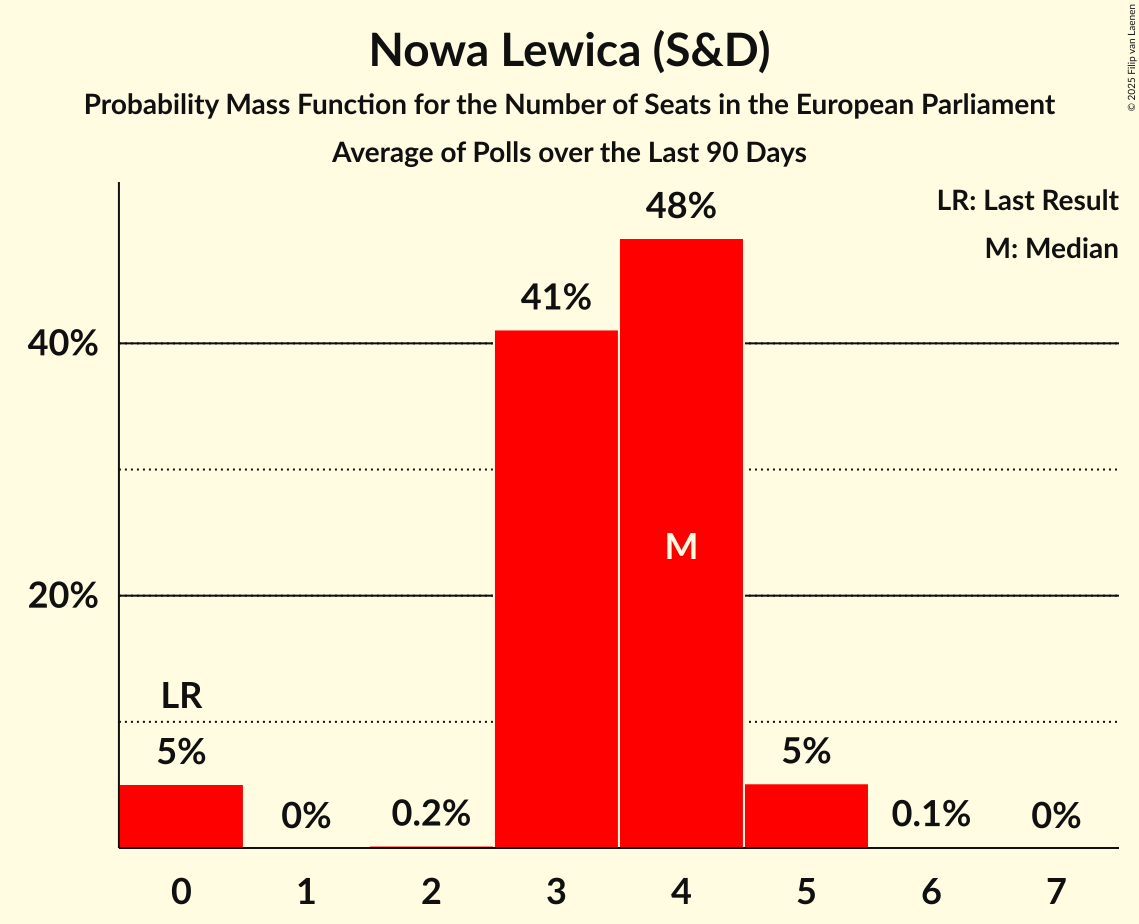 Nowa Lewica (S&D)
Probability Mass Function for the Number of Seats in the European Parliament
Average of Polls over the Last 90 Days
© 2025 Filip van Laenen
LR: Last Result
M: Median
48%
41%
40%
M
20%
LR
5%
0%
0.2%
5%
0.1%
0%
0 1 2 3 4 5 6 7